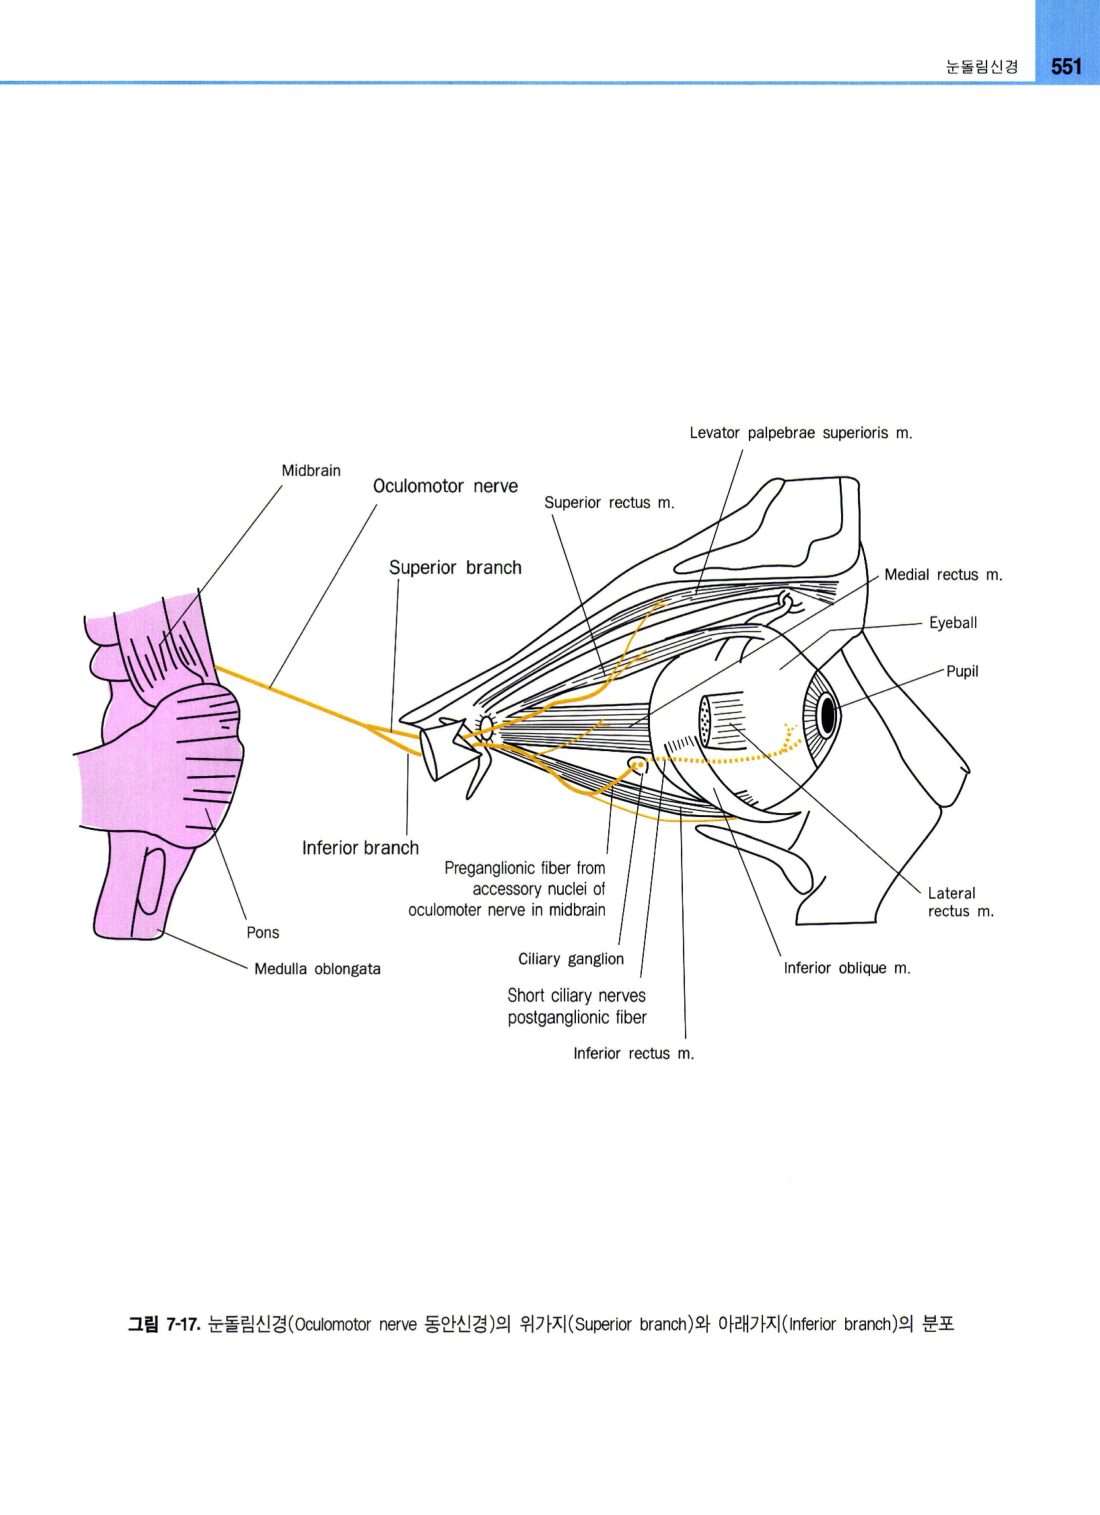 눈돌림신경 551
Levator palpebrae superioris m.
Midbrain
Oculomotor nerve
Superior rectus m.
Superior branch
Medial rectus m.
Eyeball
Pupil
Inferior branch
Preganglionic fiber from
accessory nuclei of
oculomoter nerve in midbrain
Lateral
rectus m.
Pons
Ciliary ganglion
Medulla oblongata
Inferior oblique m.
Short ciliary nerves
postganglionic fiber
Inferior rectus m.
그림 7-17. 눈돌림신경(Oculomotor nerve 동안신경)의 위가지(Superior branch)와 아래가지(Inferior branch)의 분포